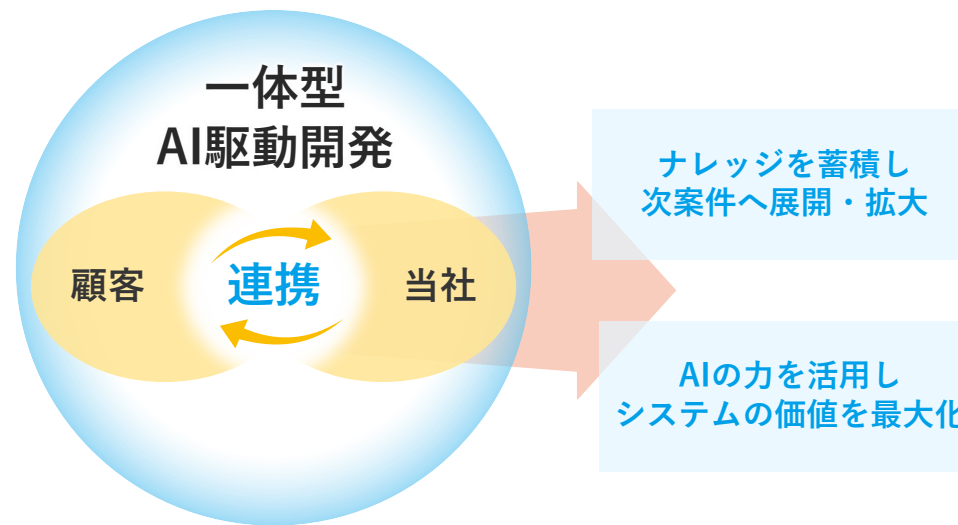 一体型
AI駆動開発
顧客
連携
当社
ナレッジを蓄積し
次案件へ展開・拡大
AIの力を活用し
システムの価値を最大化